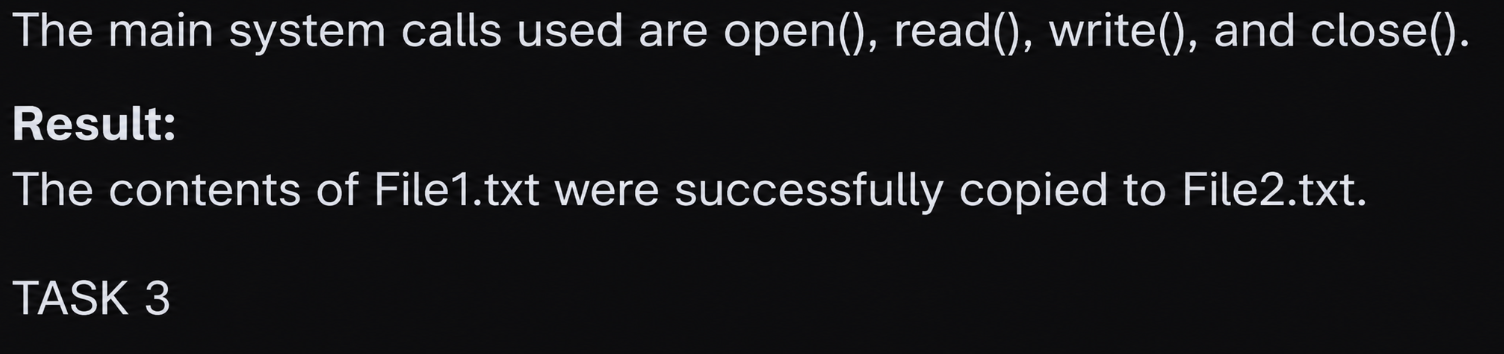 The main system calls used are open(), read(), write(), and close().
Result:
The contents of File1.txt were successfully copied to File2.txt.
TASK 3